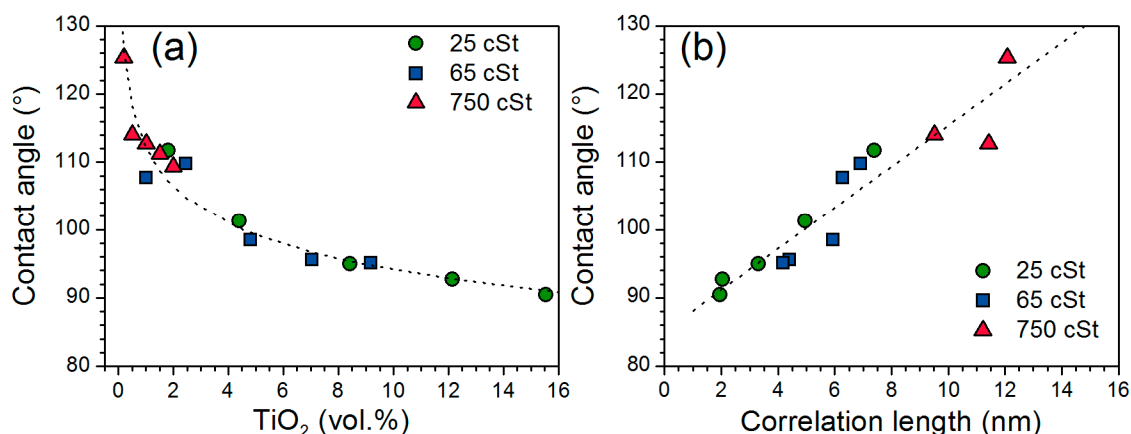 (a)
25 cSt
65 cSt
750 cSt
Contact angle (°)
130
120
110
100
90
80
0 2 4 6 8 10 12 14 16
TiO₂ (vol.%)
(b)
25 cSt
65 cSt
750 cSt
Contact angle (°)
130
120
110
100
90
80
0 2 4 6 8 10 12 14 16
Correlation length (nm)